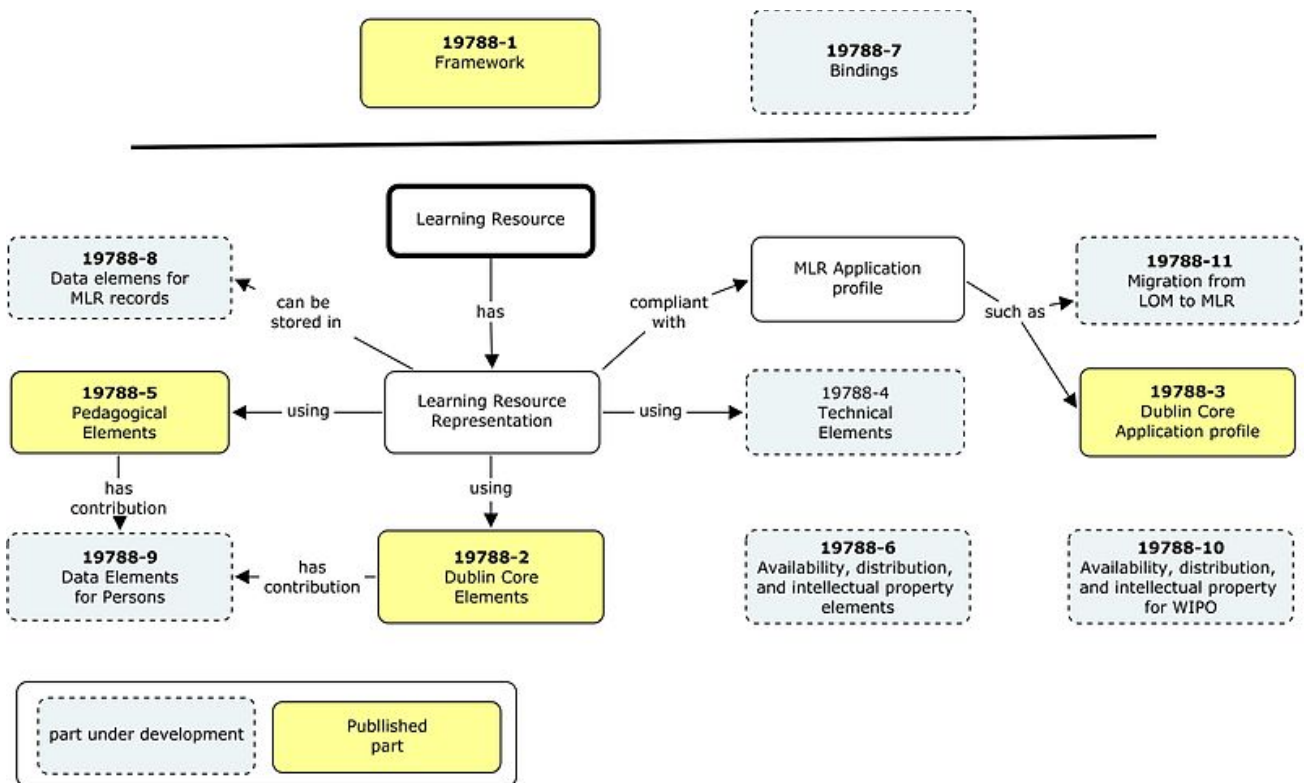 19788-1
Framework
19788-7
Bindings
Learning Resource
19788-8
Data elemens for
MLR records
MLR Application
profile
19788-11
Migration from
LOM to MLR
can be
stored in
has
compliant
with
such as
19788-5
Pedagogical
Elements
using
Learning Resource
Representation
using
19788-4
Technical
Elements
19788-3
Dublin Core
Application profile
has
contribution
using
19788-9
Data Elements
for Persons
has
contribution
19788-2
Dublin Core
Elements
19788-6
Availability, distribution,
and intellectual property
elements
19788-10
Availability, distribution,
and intellectual property
for WIPO
part under development
Publlished
part